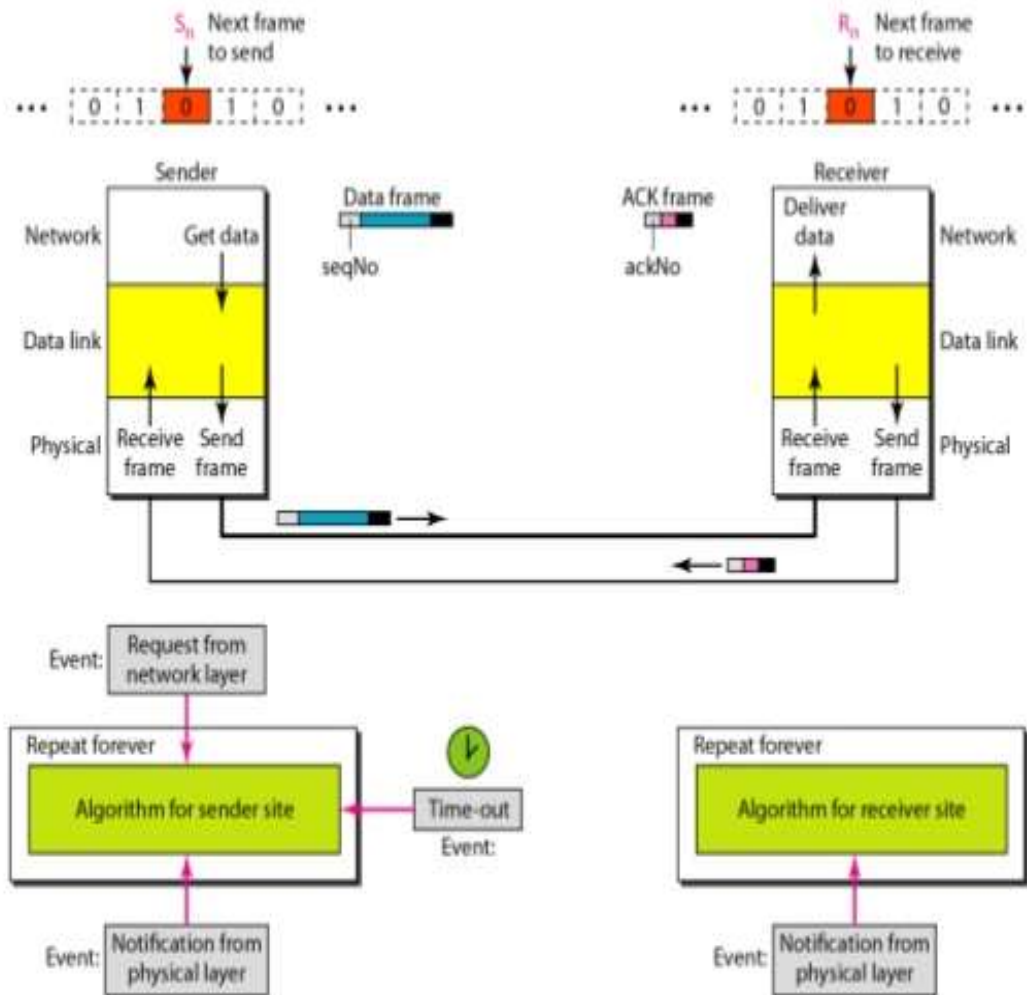 Sn Next frame
to send
Rn Next frame
to receive
... 0 1 0 1 0 ...
... 0 1 0 1 0 ...
Sender
Receiver
Data frame
ACK frame
Network
Get data
Deliver
data
Network
seqNo
ackNo
Data link
Data link
Physical
Receive
frame
Send
frame
Receive
frame
Send
frame
Physical
Event:
Request from
network layer
Repeat forever
Algorithm for sender site
Time-out
Event:
Repeat forever
Algorithm for receiver site
Event:
Notification from
physical layer
Event:
Notification from
physical layer